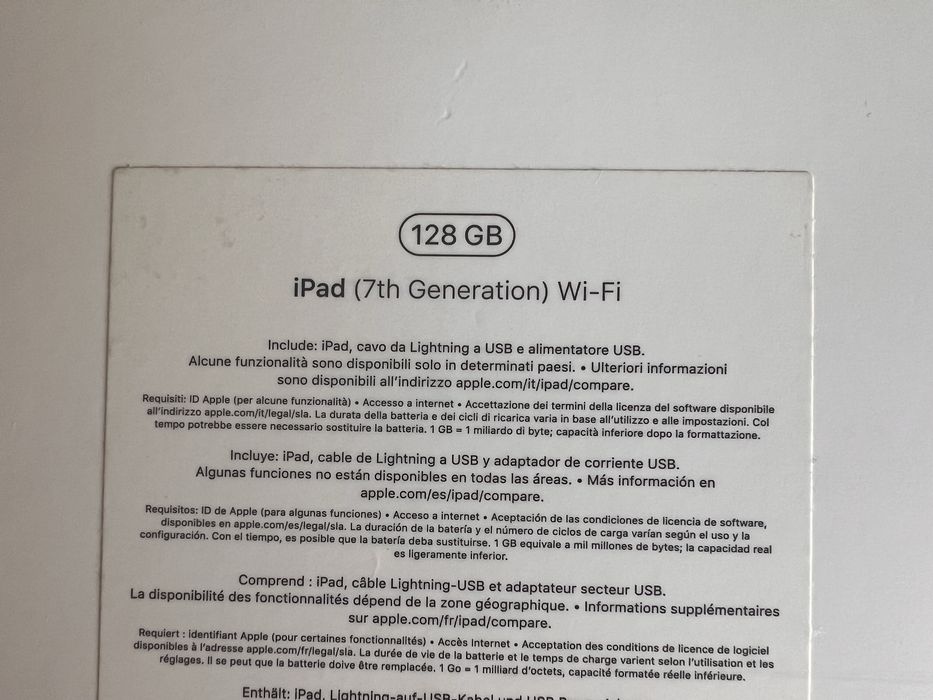 128 GB
iPad (7th Generation) Wi-Fi
Include: iPad, cavo da Lightning a USB e alimentatore USB.
Alcune funzionalità sono disponibili solo in determinati paesi. • Ulteriori informazioni
sono disponibili all'indirizzo apple.com/it/ipad/compare.
Requisiti: ID Apple (per alcune funzionalità) • Accesso a internet • Accettazione dei termini della licenza del software disponibile
all'indirizzo apple.com/it/legal/sla. La durata della batteria e dei cicli di ricarica varia in base all'utilizzo e alle impostazioni. Col
tempo potrebbe essere necessario sostituire la batteria. 1 GB = 1 miliardo di byte; capacità inferiore dopo la formattazione.
Incluye: iPad, cable de Lightning a USB y adaptador de corriente USB.
Algunas funciones no están disponibles en todas las áreas. • Más información en
apple.com/es/ipad/compare.
Requisitos: ID de Apple (para algunas funciones) • Acceso a internet • Aceptación de las condiciones de licencia de software,
disponibles en apple.com/es/legal/sla. La duración de la batería y el número de ciclos de carga varían según el uso y la
configuración. Con el tiempo, es posible que la batería deba sustituirse. 1 GB equivale a mil millones de bytes; la capacidad real
es ligeramente inferior.
Comprend : iPad, câble Lightning-USB et adaptateur secteur USB.
La disponibilité des fonctionnalités dépend de la zone géographique. • Informations supplémentaires
sur apple.com/fr/ipad/compare.
Requiert : identifiant Apple (pour certaines fonctionnalités) • Accès Internet • Acceptation des conditions de licence de logiciel
disponibles à l'adresse apple.com/fr/legal/sla. La durée de vie de la batterie et le temps de charge varient selon l'utilisation et les
réglages. Il se peut que la batterie doive être remplacée. 1 Go = 1 milliard d'octets, capacité formatée réelle inférieure.
Enthält: iPad, Lightning-auf-USB-Kabel und USB